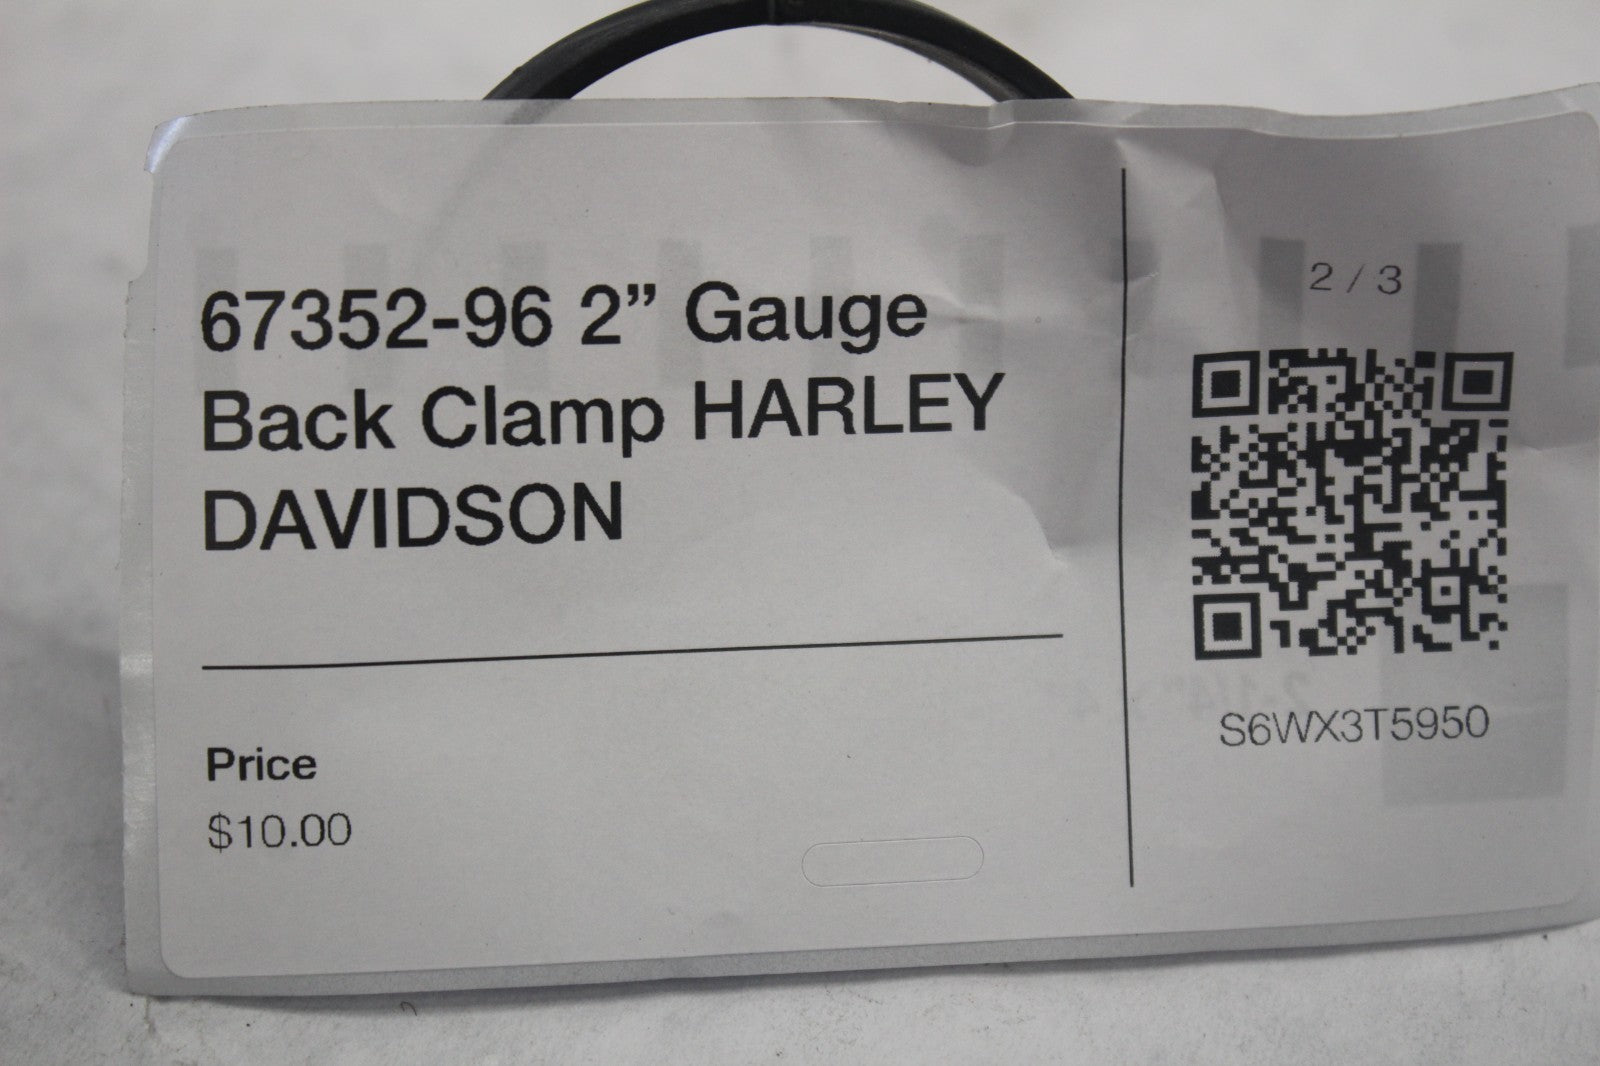 67352-96 2” Gauge
Back Clamp HARLEY
DAVIDSON
Price
$10.00
2 / 3
S6WX3T5950